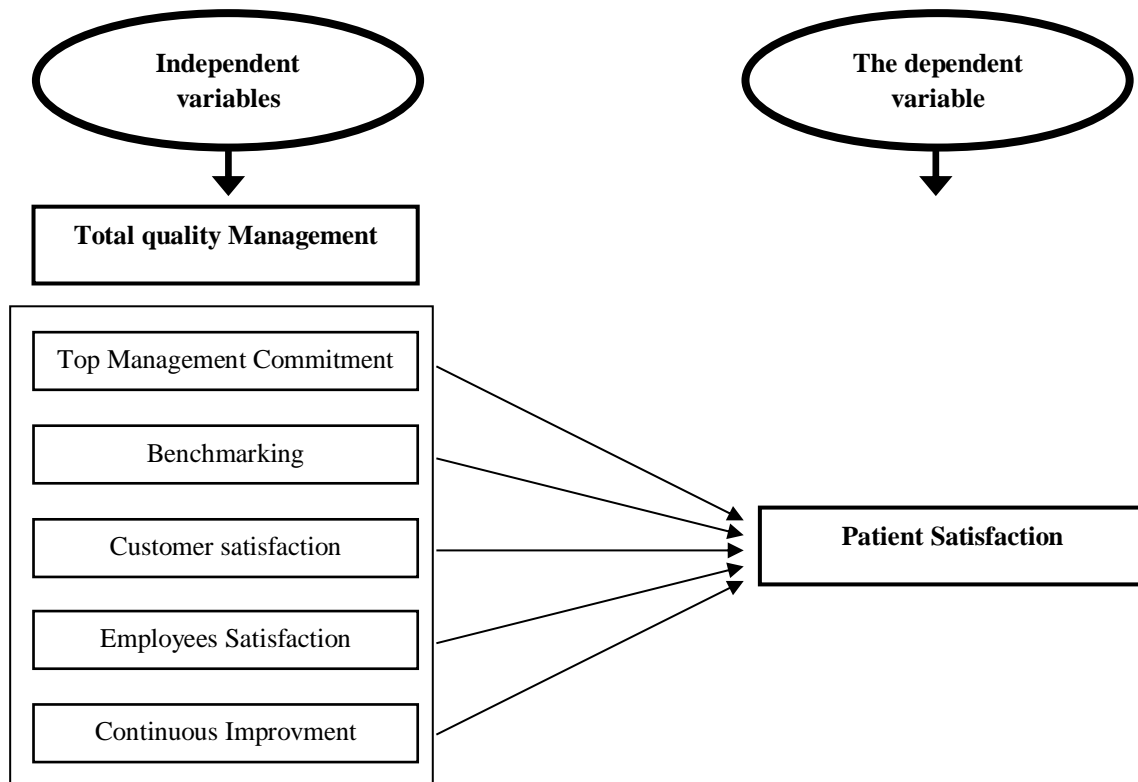 Independent
variables
The dependent
variable
Total quality Management
Top Management Commitment
Benchmarking
Customer satisfaction
Employees Satisfaction
Continuous Improvment
Patient Satisfaction